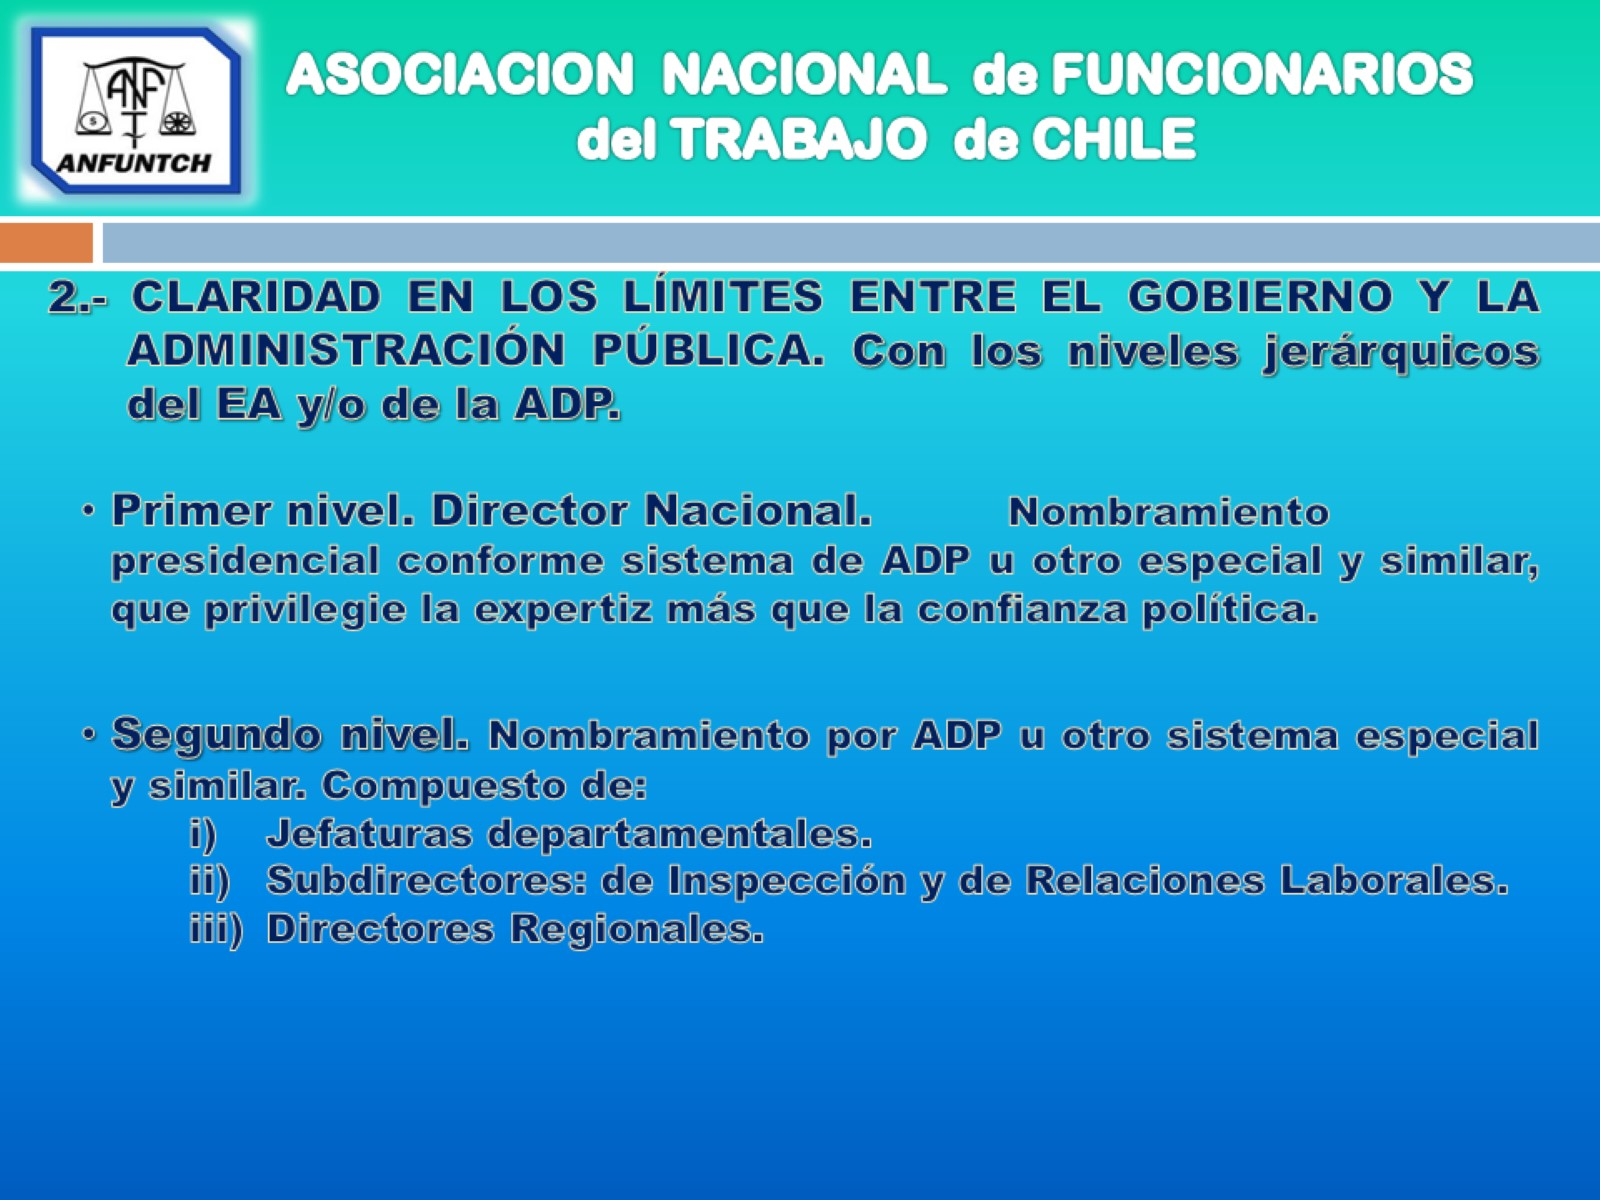 ANF
T
$
ANFUNTCH
ASOCIACION NACIONAL de FUNCIONARIOS
del TRABAJO de CHILE
2.- CLARIDAD EN LOS LÍMITES ENTRE EL GOBIERNO Y LA
ADMINISTRACIÓN PÚBLICA. Con los niveles jerárquicos
del EA y/o de la ADP.
• Primer nivel. Director Nacional. Nombramiento
presidencial conforme sistema de ADP u otro especial y similar,
que privilegie la expertiz más que la confianza política.
• Segundo nivel. Nombramiento por ADP u otro sistema especial
y similar. Compuesto de:
i) Jefaturas departamentales.
ii) Subdirectores: de Inspección y de Relaciones Laborales.
iii) Directores Regionales.